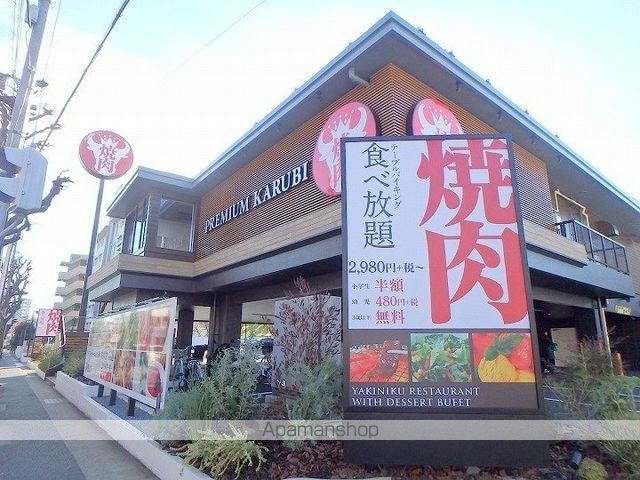 焼肉
PREMIUM KARUBI
テーブルバイキング
食べ放題
焼肉
2,980円+税~
小学生 半額
幼児 480円+税
3歳以下 無料
YAKINIKU RESTAURANT
WITH DESSERT BUFET
Apamanshop